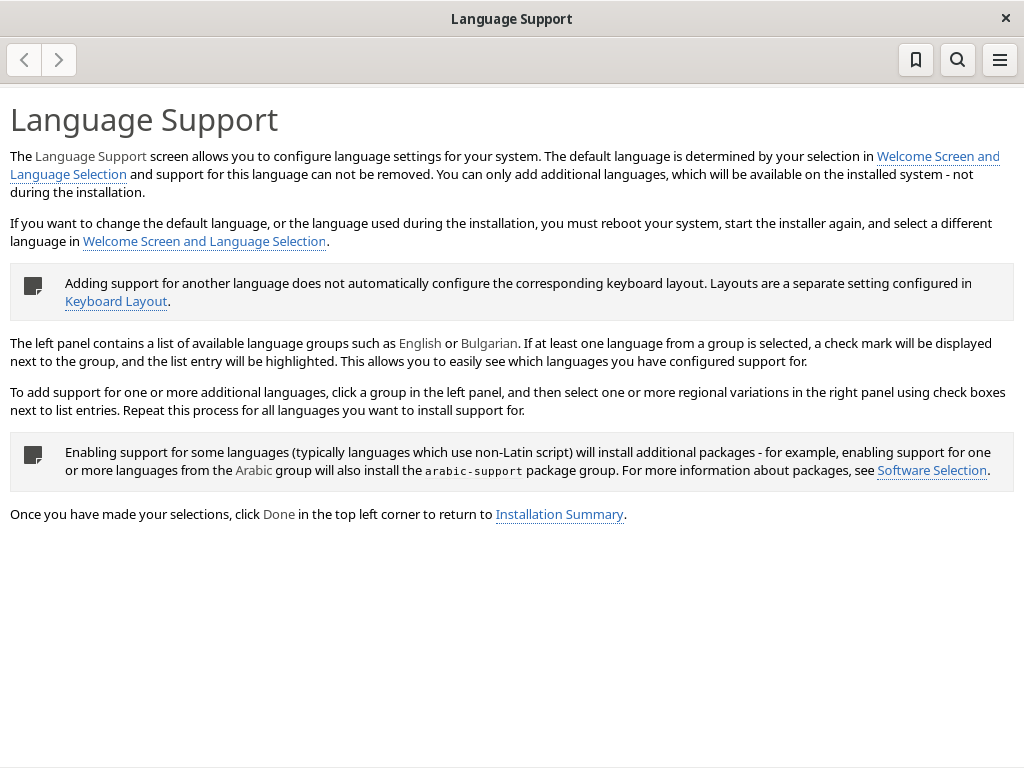 Language Support
Language Support
The Language Support screen allows you to configure language settings for your system. The default language is determined by your selection in Welcome Screen and
Language Selection and support for this language can not be removed. You can only add additional languages, which will be available on the installed system - not
during the installation.
If you want to change the default language, or the language used during the installation, you must reboot your system, start the installer again, and select a different
language in Welcome Screen and Language Selection.
Adding support for another language does not automatically configure the corresponding keyboard layout. Layouts are a separate setting configured in
Keyboard Layout.
The left panel contains a list of available language groups such as English or Bulgarian. If at least one language from a group is selected, a check mark will be displayed
next to the group, and the list entry will be highlighted. This allows you to easily see which languages you have configured support for.
To add support for one or more additional languages, click a group in the left panel, and then select one or more regional variations in the right panel using check boxes
next to list entries. Repeat this process for all languages you want to install support for.
Enabling support for some languages (typically languages which use non-Latin script) will install additional packages - for example, enabling support for one
or more languages from the Arabic group will also install the arabic-support package group. For more information about packages, see Software Selection.
Once you have made your selections, click Done in the top left corner to return to Installation Summary.